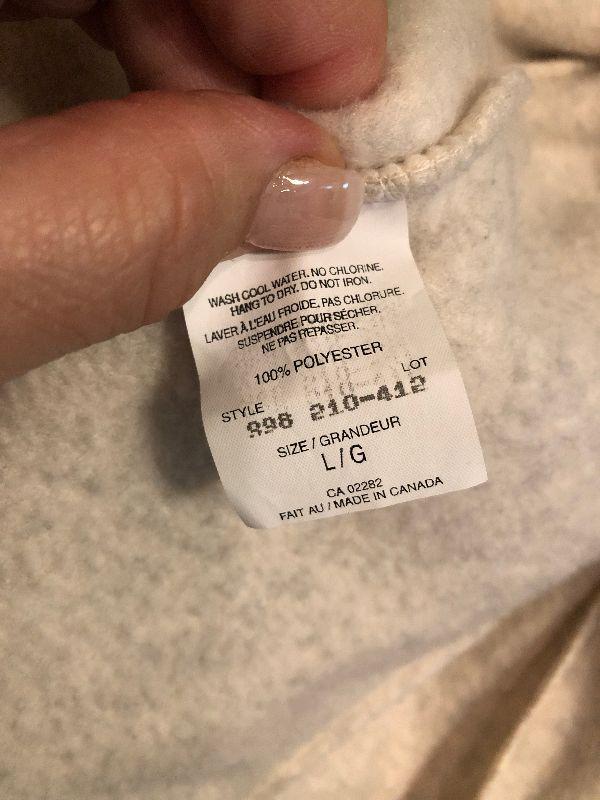 WASH COOL WATER. NO CHLORINE.
HANG TO DRY. DO NOT IRON.
LAVER À L'EAU FROIDE. PAS CHLORURE.
SUSPENDRE POUR SÉCHER.
NE PAS REPASSER.
100% POLYESTER
STYLE LOT
998 210-412
SIZE / GRANDEUR
L/G
CA 02282
FAIT AU / MADE IN CANADA